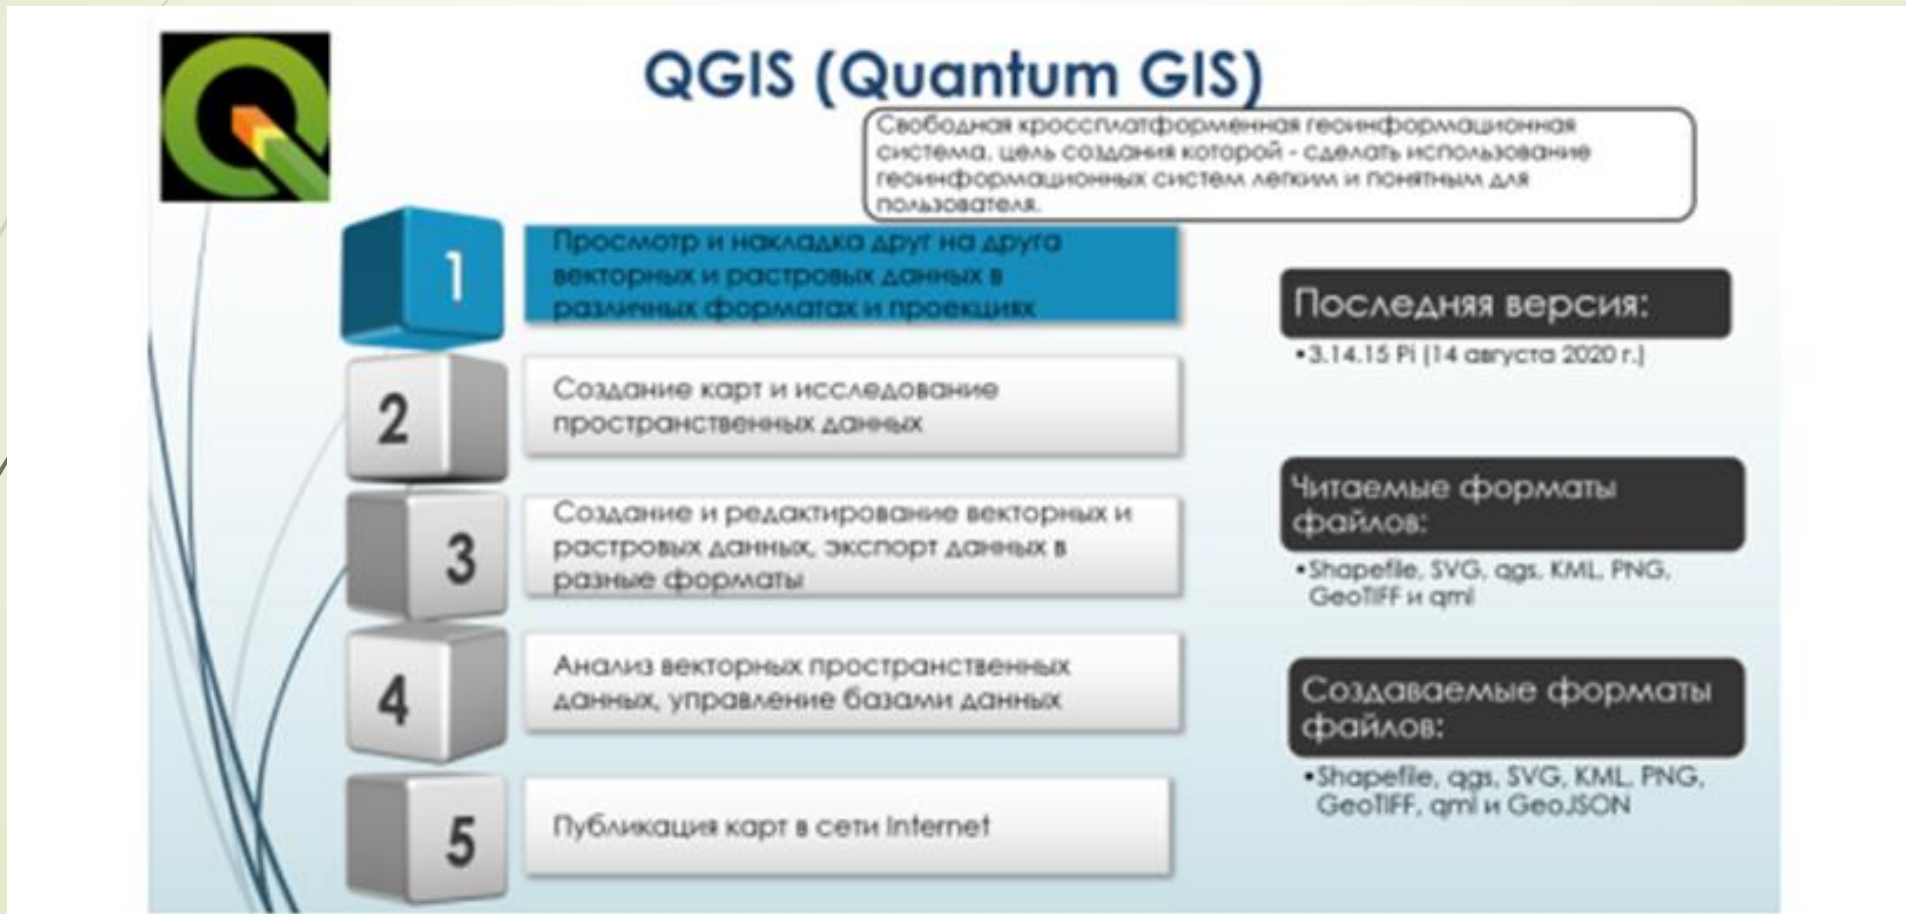 QGIS (Quantum GIS)
Свободная кроссплатформенная геоинформационная
система, цель создания которой - сделать использование
геоинформационных систем легким и понятным для
пользователя.
1
Просмотр и накладка друг на друга
векторных и растровых данных в
различных форматах и проекциях
2
Создание карт и исследование
пространственных данных
3
Создание и редактирование векторных и
растровых данных, экспорт данных в
разные форматы
4
Анализ векторных пространственных
данных, управление базами данных
5
Публикация карт в сети Internet
Последняя версия:
•3.14.15 Pi (14 августа 2020 г.)
Читаемые форматы
файлов:
•Shapefile, SVG, qgs, KML, PNG,
GeoTIFF и qml
Создаваемые форматы
файлов:
•Shapefile, qgs, SVG, KML, PNG,
GeoTIFF, qml и GeoJSON